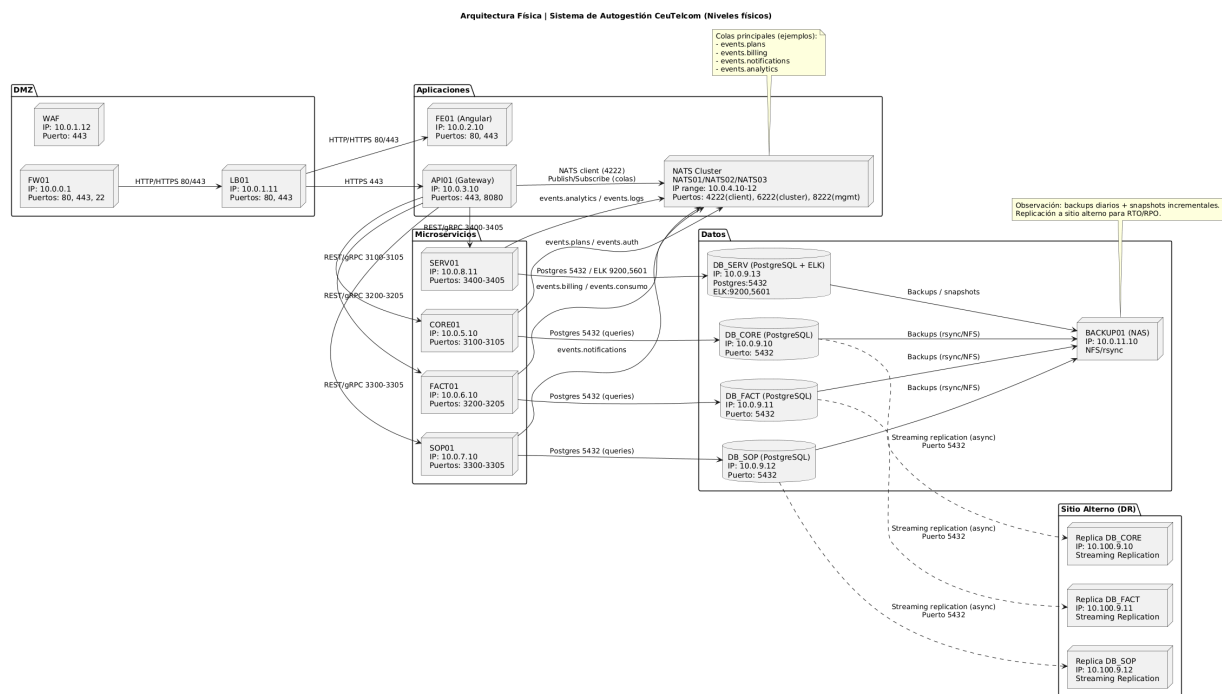 Arquitectura Física | Sistema de Autogestión CeuTelcom (Niveles físicos)
Colas principales (ejemplos):
- events.plans
- events.billing
- events.notifications
- events.analytics
DMZ
WAF
IP: 10.0.1.12
Puerto: 443
FW01
IP: 10.0.0.1
Puertos: 80, 443, 22
HTTP/HTTPS 80/443
LB01
IP: 10.0.1.11
Puertos: 80, 443
HTTP/HTTPS 80/443
HTTPS 443
Aplicaciones
FE01 (Angular)
IP: 10.0.2.10
Puertos: 80, 443
API01 (Gateway)
IP: 10.0.3.10
Puertos: 443, 8080
NATS client (4222)
Publish/Subscribe (colas)
NATS Cluster
NATS01/NATS02/NATS03
IP range: 10.0.4.10-12
Puertos: 4222(client), 6222(cluster), 8222(mgmt)
events.analytics / events.logs
REST/gRPC 3400-3405
REST/gRPC 3100-3105
REST/gRPC 3200-3205
REST/gRPC 3300-3305
Microservicios
SERV01
IP: 10.0.8.11
Puertos: 3400-3405
CORE01
IP: 10.0.5.10
Puertos: 3100-3105
FACT01
IP: 10.0.6.10
Puertos: 3200-3205
SOP01
IP: 10.0.7.10
Puertos: 3300-3305
events.plans / events.auth
Postgres 5432 / ELK 9200,5601
events.billing / events.consumo
Postgres 5432 (queries)
events.notifications
Postgres 5432 (queries)
Postgres 5432 (queries)
Datos
DB_SERV (PostgreSQL + ELK)
IP: 10.0.9.13
Postgres:5432
ELK:9200,5601
DB_CORE (PostgreSQL)
IP: 10.0.9.10
Puerto: 5432
DB_FACT (PostgreSQL)
IP: 10.0.9.11
Puerto: 5432
DB_SOP (PostgreSQL)
IP: 10.0.9.12
Puerto: 5432
Backups / snapshots
Backups (rsync/NFS)
Backups (rsync/NFS)
Backups (rsync/NFS)
Observación: backups diarios + snapshots incrementales.
Replicación a sitio alterno para RTO/RPO.
BACKUP01 (NAS)
IP: 10.0.11.10
NFS/rsync
Streaming replication (async)
Puerto 5432
Streaming replication (async)
Puerto 5432
Streaming replication (async)
Puerto 5432
Sitio Alterno (DR)
Replica DB_CORE
IP: 10.100.9.10
Streaming Replication
Replica DB_FACT
IP: 10.100.9.11
Streaming Replication
Replica DB_SOP
IP: 10.100.9.12
Streaming Replication